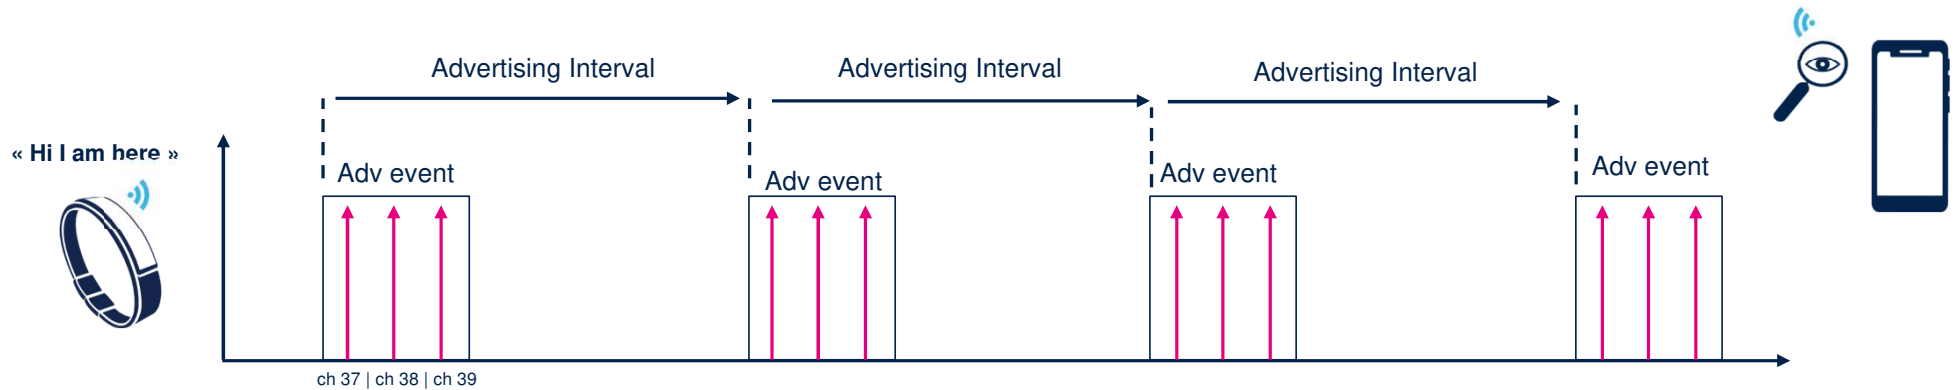 Advertising Interval
Advertising Interval
Advertising Interval
« Hi I am here »
Adv event
Adv event
Adv event
Adv event
ch 37 | ch 38 | ch 39